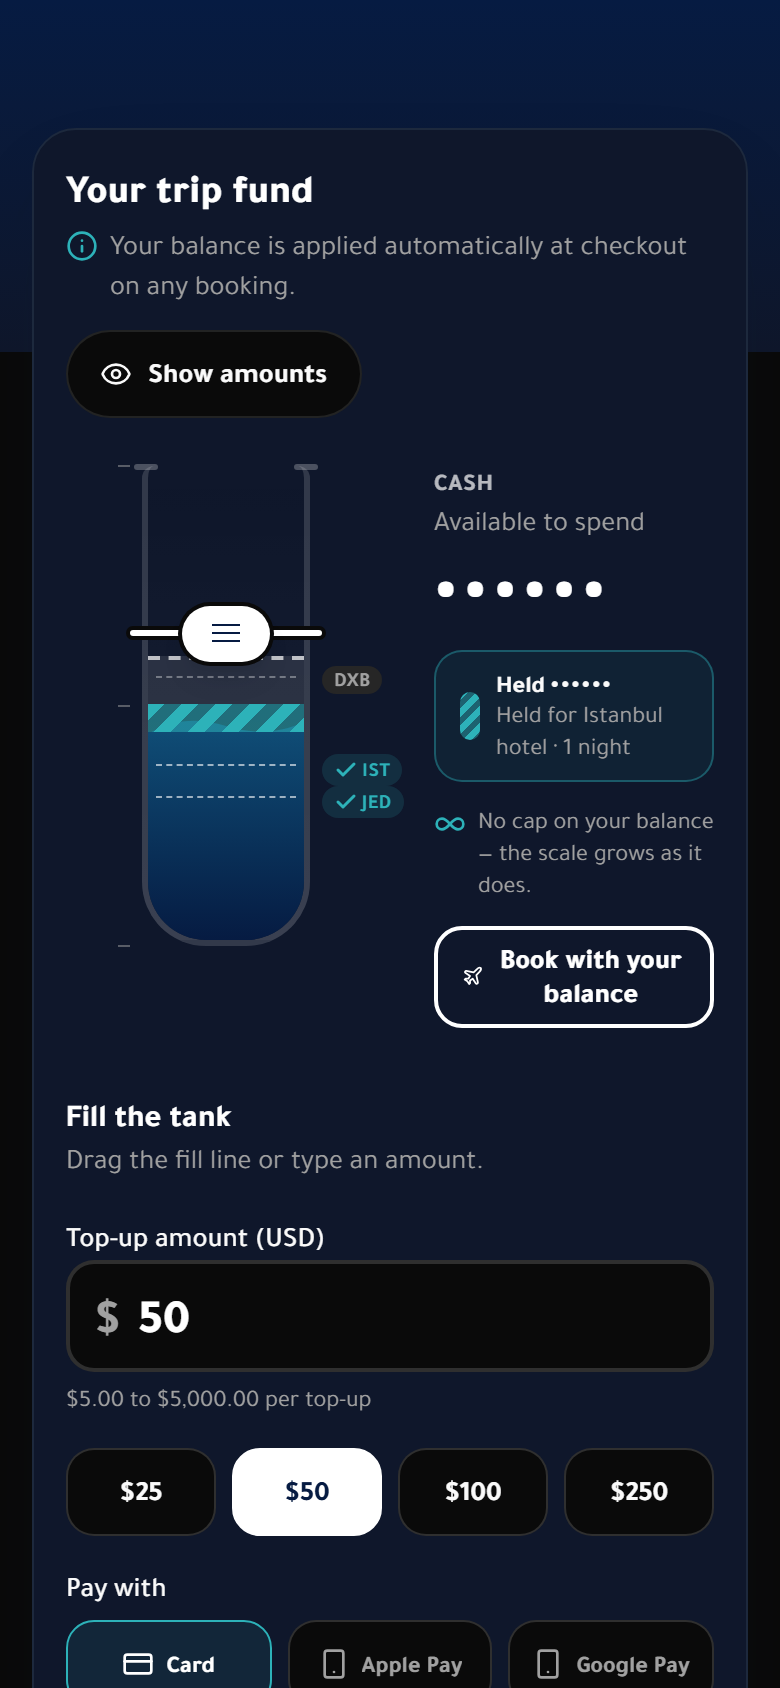 Your trip fund
Your balance is applied automatically at checkout
on any booking.
Show amounts
CASH
Available to spend
••••••
DXB
IST
JED
Held ••••••
Held for Istanbul
hotel · 1 night
No cap on your balance
– the scale grows as it
does.
Book with your
balance
Fill the tank
Drag the fill line or type an amount.
Top-up amount (USD)
$ 50
$5.00 to $5,000.00 per top-up
$25
$50
$100
$250
Pay with
Card
Apple Pay
Google Pay